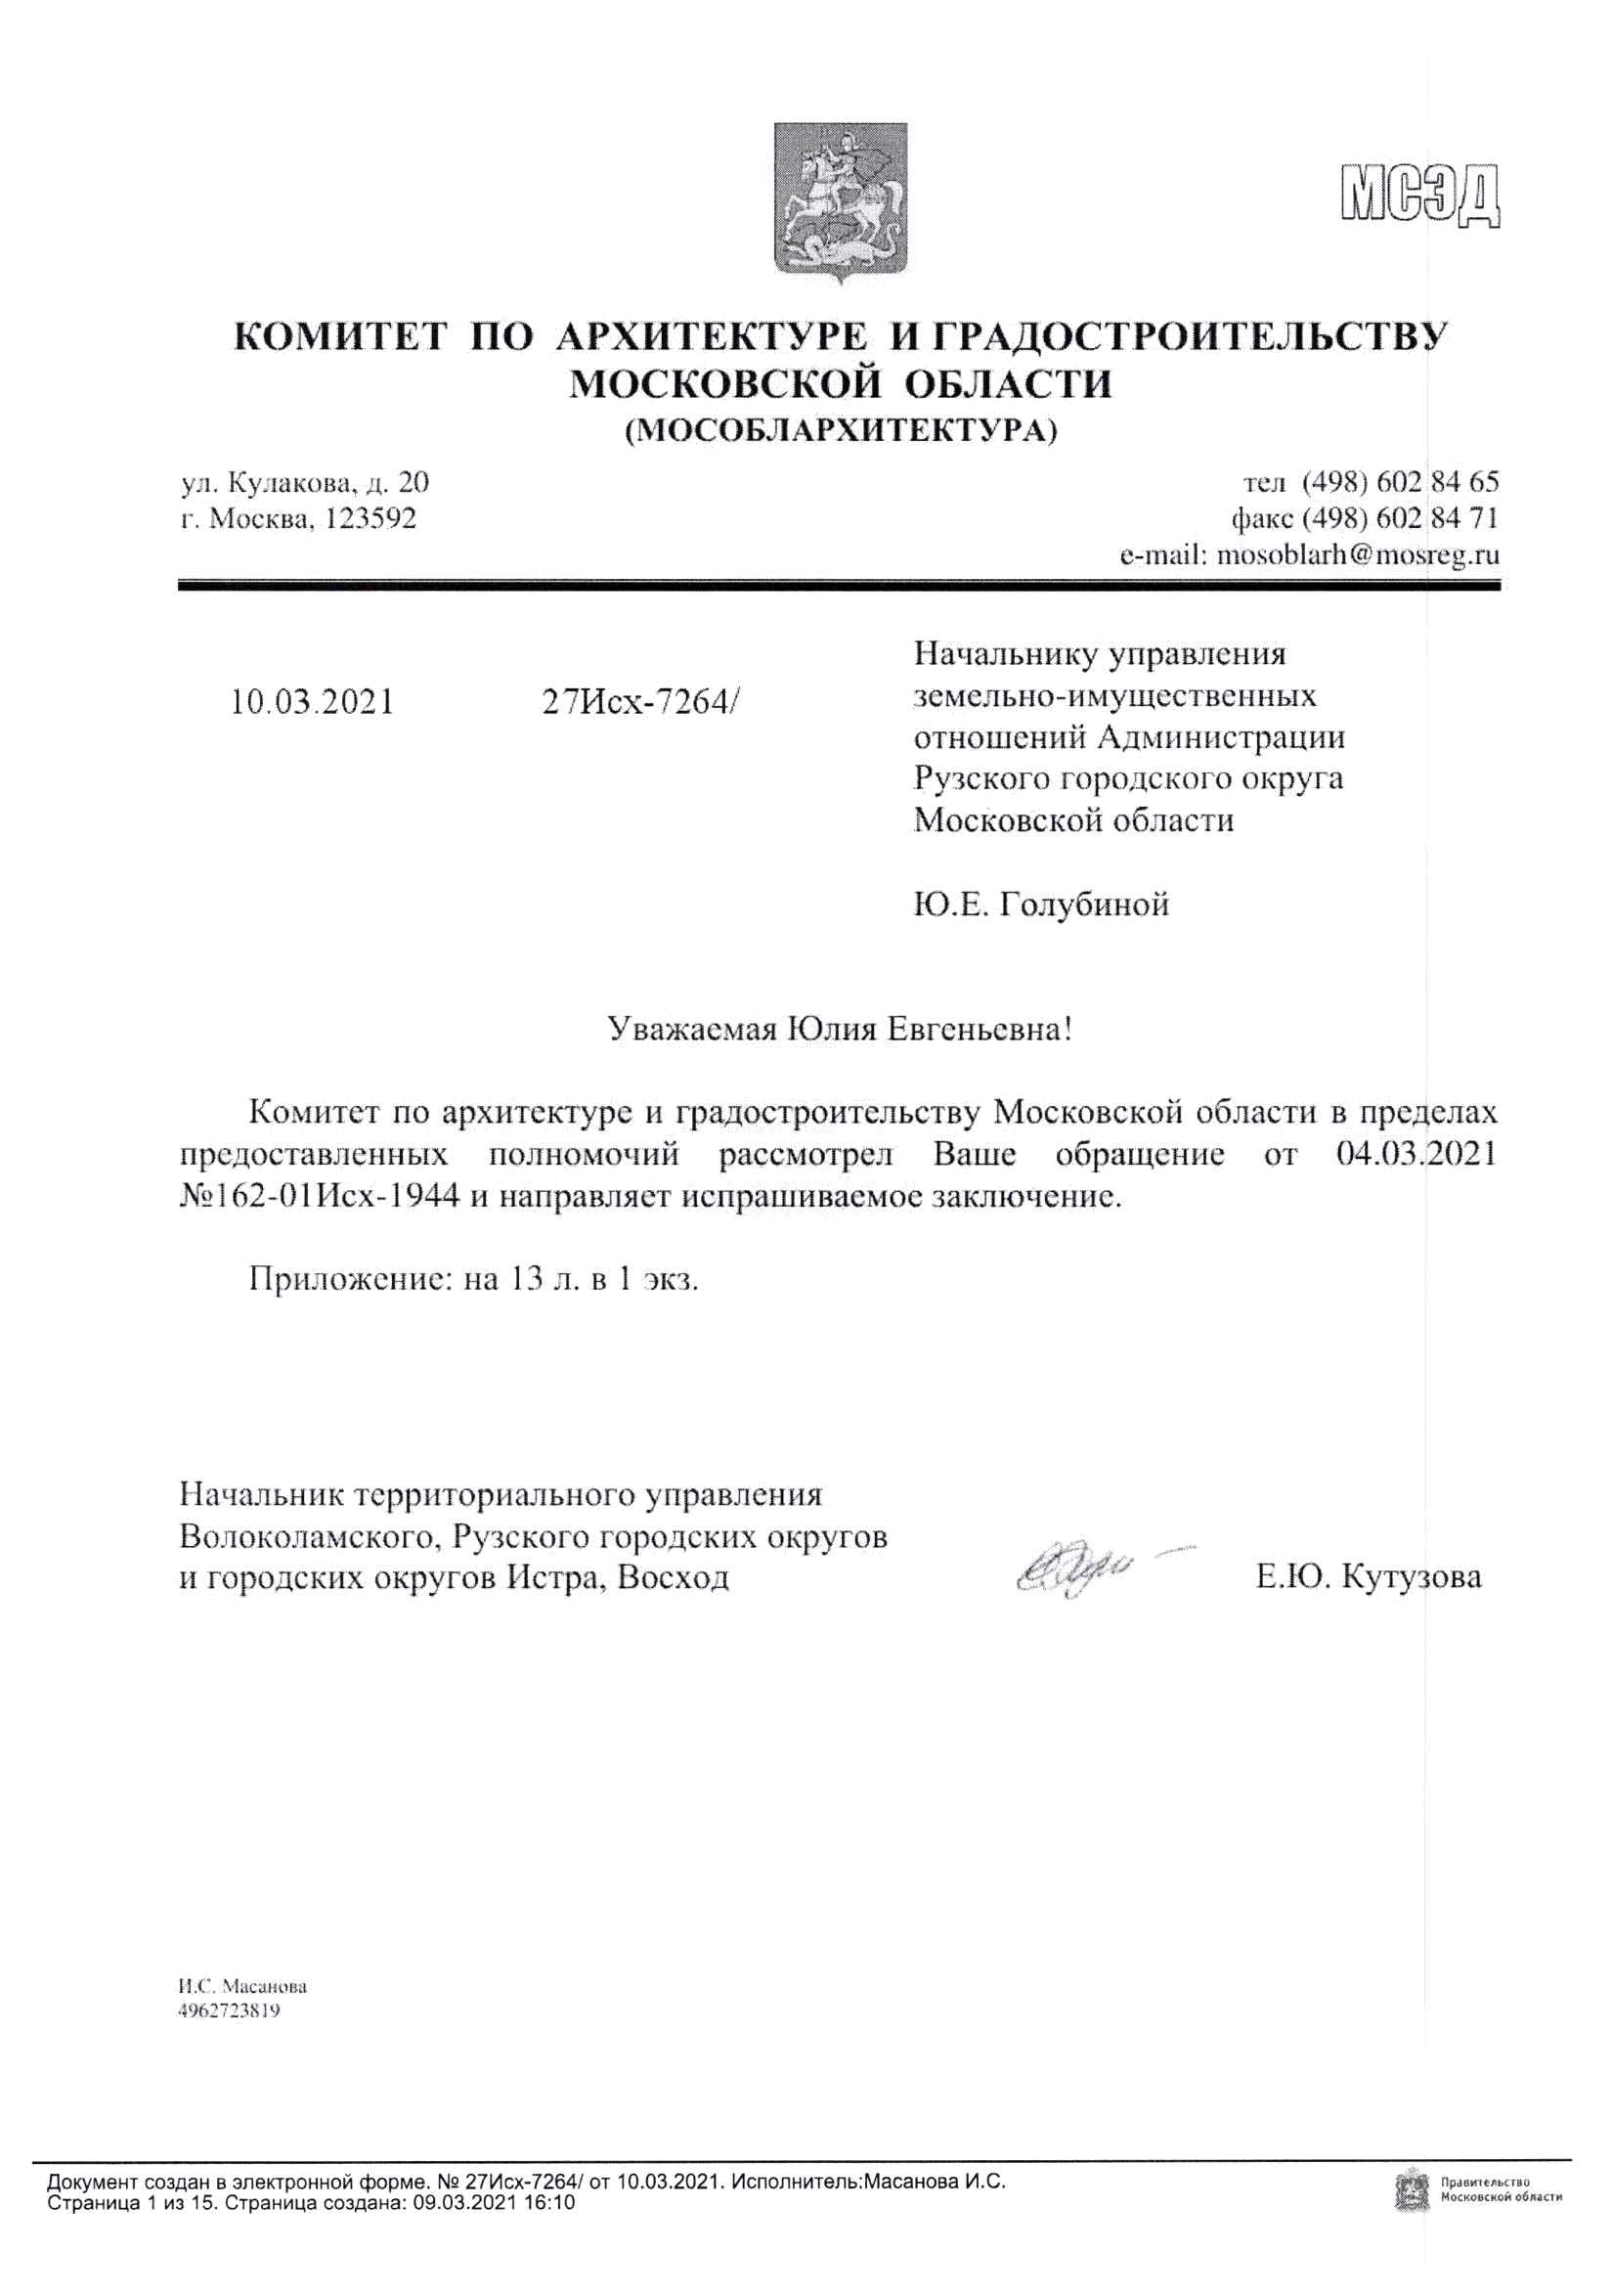 МСЭД
КОМИТЕТ ПО АРХИТЕКТУРЕ И ГРАДОСТРОИТЕЛЬСТВУ
МОСКОВСКОЙ ОБЛАСТИ
(МОСОБЛАРХИТЕКТУРА)
ул. Кулакова, д. 20
г. Москва, 123592
тел (498) 602 84 65
факс (498) 602 84 71
e-mail: mosoblarh@mosreg.ru
10.03.2021 27Исх-7264/
Начальнику управления
земельно-имущественных
отношений Администрации
Рузского городского округа
Московской области
Ю.Е. Голубиной
Уважаемая Юлия Евгеньевна!
Комитет по архитектуре и градостроительству Московской области в пределах
предоставленных полномочий рассмотрел Ваше обращение от 04.03.2021
№162-01Исх-1944 и направляет испрашиваемое заключение.
Приложение: на 13 л. в 1 экз.
Начальник территориального управления
Волоколамского, Рузского городских округов
и городских округов Истра, Восход
Е.Ю. Кутузова
И.С. Масанова
4962723819
Документ создан в электронной форме. № 27Исх-7264/ от 10.03.2021. Исполнитель:Масанова И.С.
Страница 1 из 15. Страница создана: 09.03.2021 16:10
Правительство
Московской области